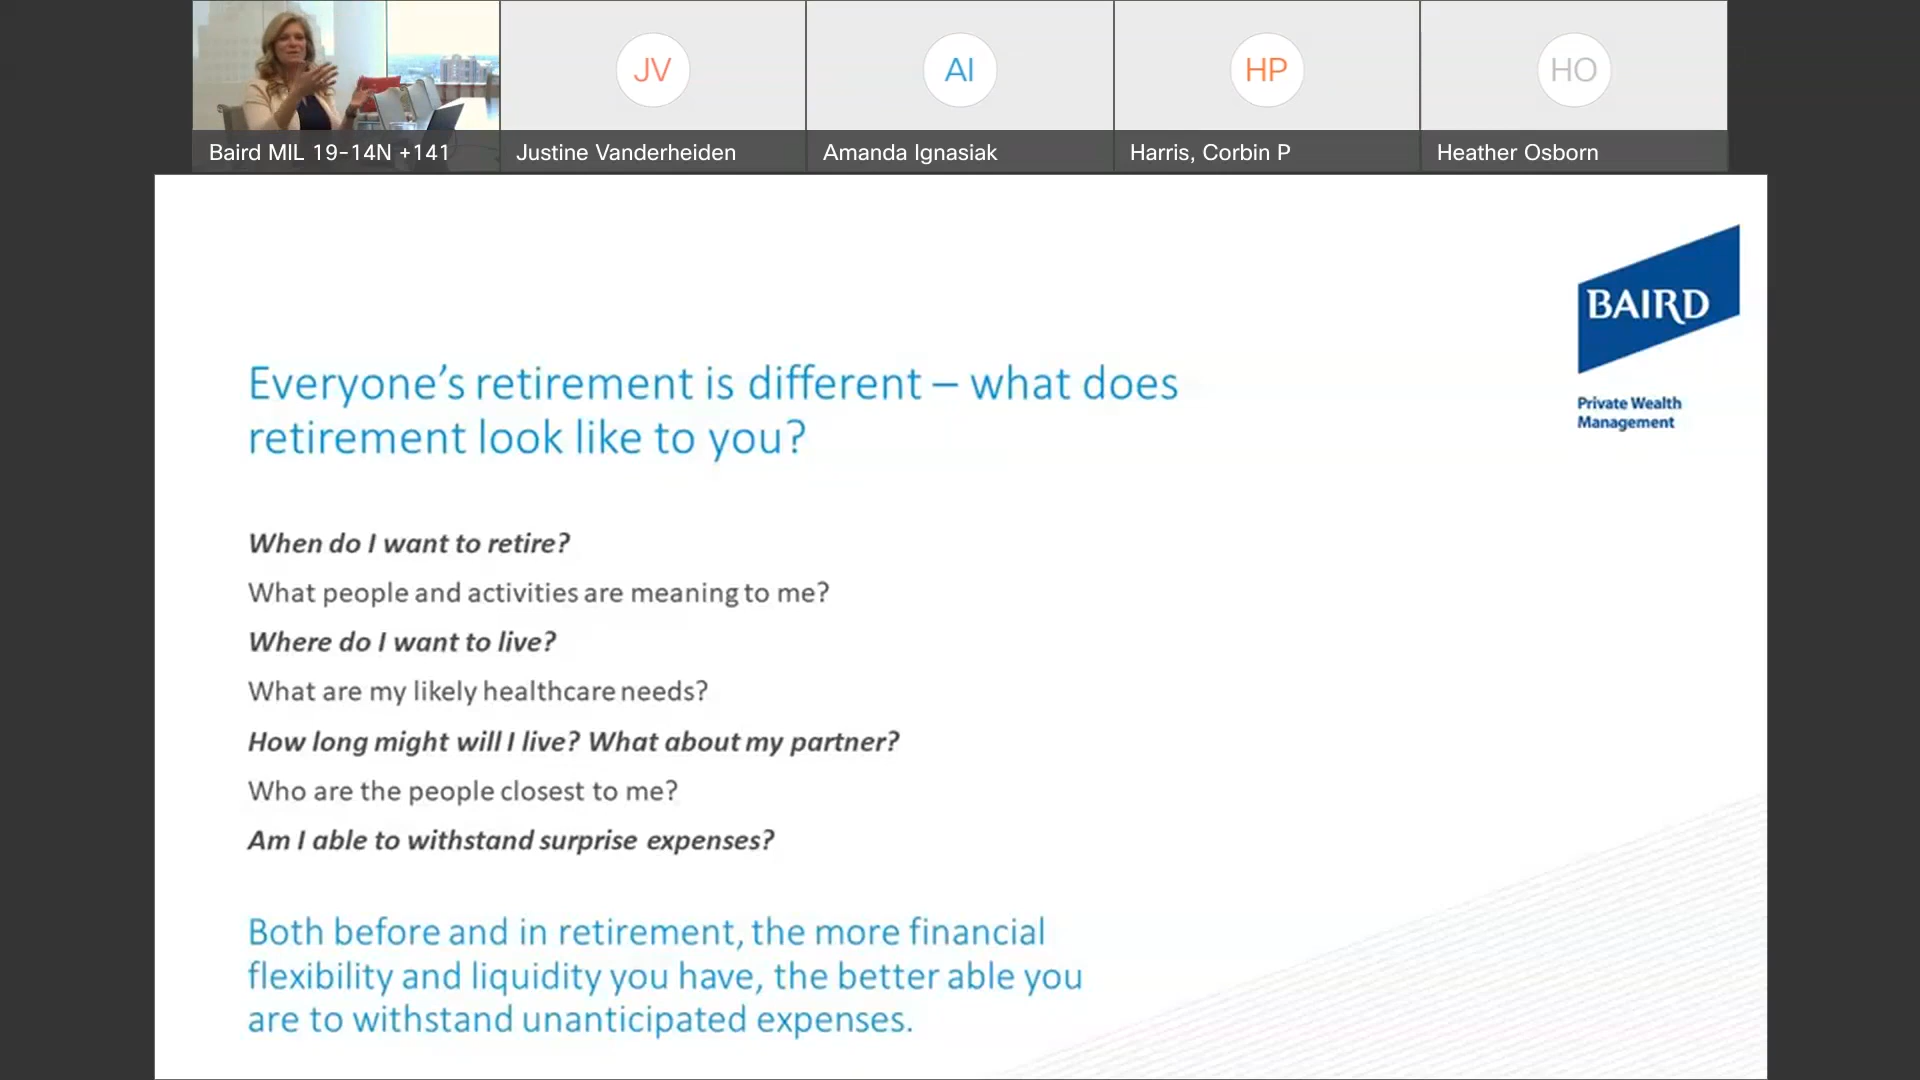 JV
AI
HP
HO
Baird MIL 19-14N +141
Justine Vanderheiden
Amanda Ignasiak
Harris, Corbin P
Heather Osborn
BAIRD
Private Wealth
Management
Everyone’s retirement is different – what does
retirement look like to you?
When do I want to retire?
What people and activities are meaning to me?
Where do I want to live?
What are my likely healthcare needs?
How long might will I live? What about my partner?
Who are the people closest to me?
Am I able to withstand surprise expenses?
Both before and in retirement, the more financial
flexibility and liquidity you have, the better able you
are to withstand unanticipated expenses.